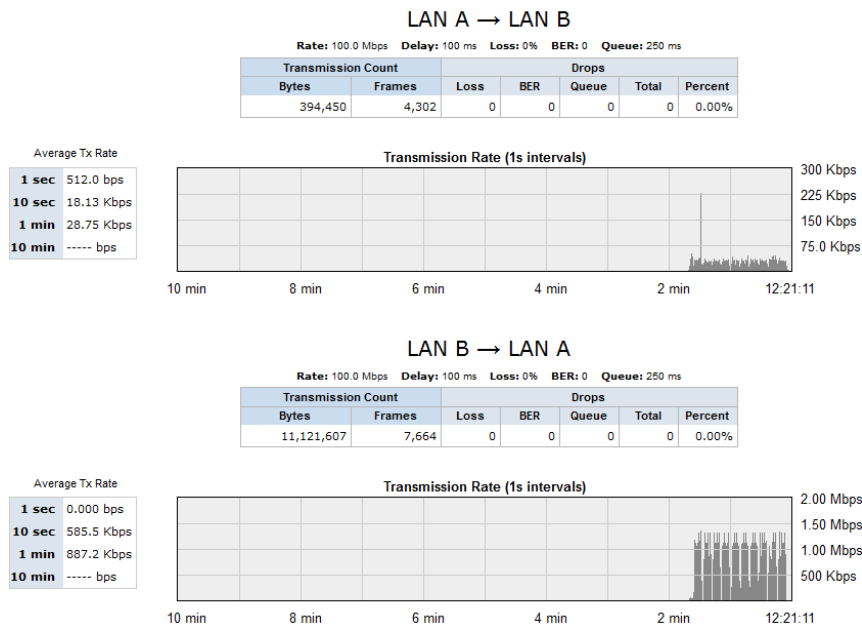 LAN A → LAN B
Rate: 100.0 Mbps Delay: 100 ms Loss: 0% BER: 0 Queue: 250 ms
Transmission Count Drops
Bytes Frames Loss BER Queue Total Percent
394,450 4,302 0 0 0 0 0.00%
Average Tx Rate
1 sec 512.0 bps
10 sec 18.13 Kbps
1 min 28.75 Kbps
10 min ----- bps
Transmission Rate (1s intervals)
300 Kbps
225 Kbps
150 Kbps
75.0 Kbps
10 min 8 min 6 min 4 min 2 min 12:21:11
LAN B → LAN A
Rate: 100.0 Mbps Delay: 100 ms Loss: 0% BER: 0 Queue: 250 ms
Transmission Count Drops
Bytes Frames Loss BER Queue Total Percent
11,121,607 7,664 0 0 0 0 0.00%
Average Tx Rate
1 sec 0.000 bps
10 sec 585.5 Kbps
1 min 887.2 Kbps
10 min ----- bps
Transmission Rate (1s intervals)
2.00 Mbps
1.50 Mbps
1.00 Mbps
500 Kbps
10 min 8 min 6 min 4 min 2 min 12:21:11